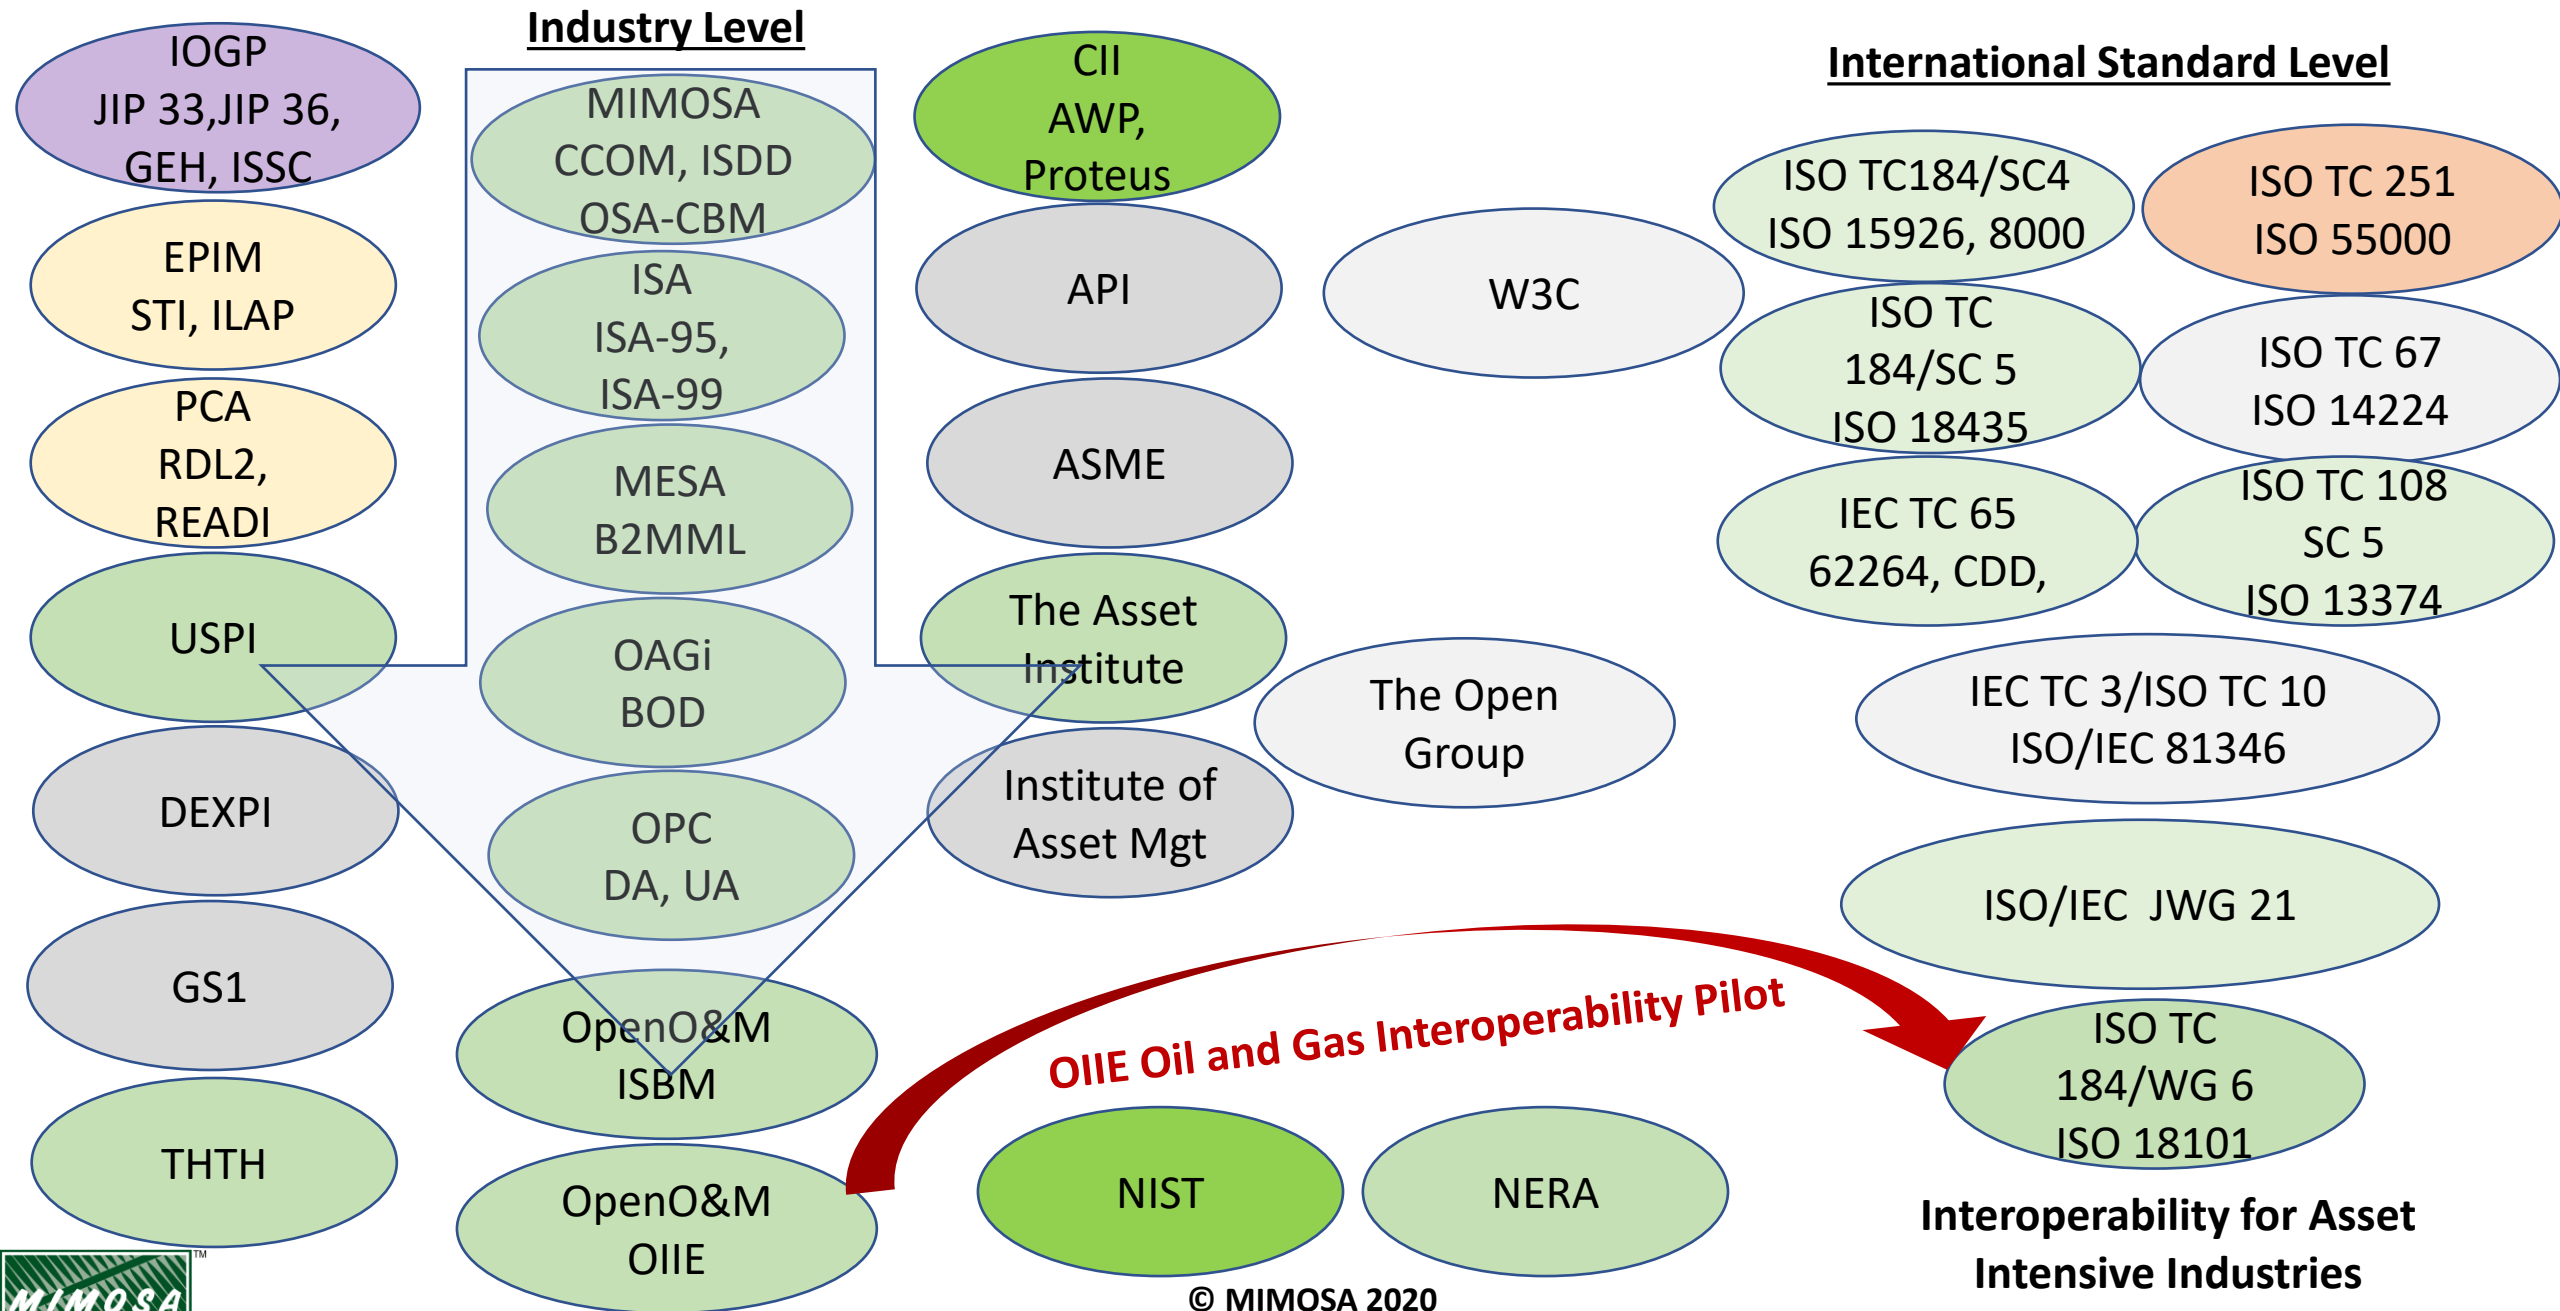 Industry Level
IOGP
JIP 33,JIP 36,
GEH, ISSC
EPIM
STI, ILAP
PCA
RDL2,
READI
USPI
DEXPI
GS1
THTH
MIMOSA
CCOM, ISDD
OSA-CBM
ISA
ISA-95,
ISA-99
MESA
B2MML
OAGi
BOD
OPC
DA, UA
OpenO&M
ISBM
OpenO&M
OIIE
CII
AWP,
Proteus
API
ASME
The Asset
Institute
Institute of
Asset Mgt
W3C
The Open
Group
OIIE Oil and Gas Interoperability Pilot
NIST
NERA
International Standard Level
ISO TC184/SC4
ISO 15926, 8000
ISO TC 251
ISO 55000
ISO TC
184/SC 5
ISO 18435
ISO TC 67
ISO 14224
IEC TC 65
62264, CDD,
ISO TC 108
SC 5
ISO 13374
IEC TC 3/ISO TC 10
ISO/IEC 81346
ISO/IEC  JWG 21
ISO TC
184/WG 6
ISO 18101
Interoperability for Asset
Intensive Industries
MIMOSA
TM
© MIMOSA 2020